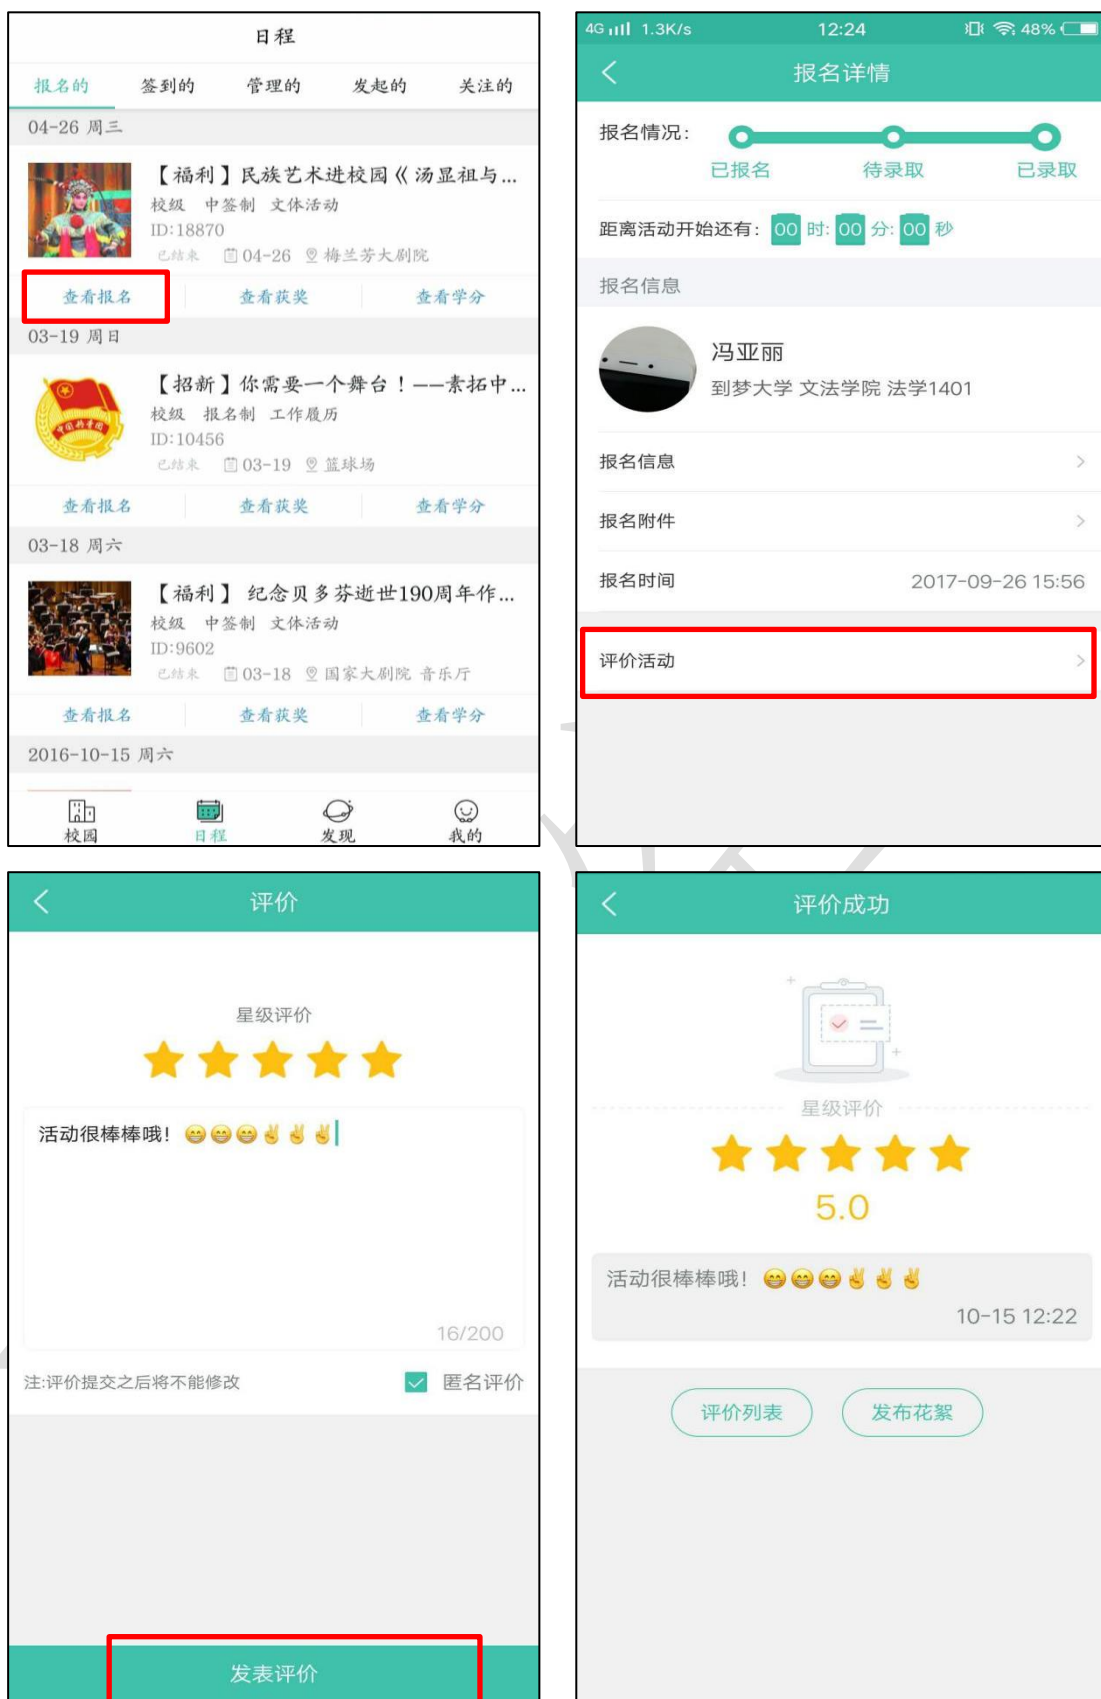 日程
报名的 签到的 管理的 发起的 关注的
04-26 周三
【福利】民族艺术进校园《汤显祖与...
校级 中签制 文体活动
ID:18870
已结束 04-26 梅兰芳大剧院
查看报名 查看获奖 查看学分
03-19 周日
【招新】你需要一个舞台！——素拓中...
校级 报名制 工作履历
ID:10456
已结束 03-19 篮球场
查看报名 查看获奖 查看学分
03-18 周六
【福利】 纪念贝多芬逝世190周年作...
校级 中签制 文体活动
ID:9602
已结束 03-18 国家大剧院 音乐厅
查看报名 查看获奖 查看学分
2016-10-15 周六
校园 日程 发现 我的
4G 1.3K/s 12:24 48%
报名详情
报名情况：
已报名 待录取 已录取
距离活动开始还有：00 时: 00 分: 00 秒
报名信息
冯亚丽
到梦大学 文法学院 法学1401
报名信息
报名附件
报名时间 2017-09-26 15:56
评价活动
评价
星级评价
活动很棒棒哦！😁😁😁✌✌✌
16/200
注:评价提交之后将不能修改 匿名评价
发表评价
评价成功
星级评价
5.0
活动很棒棒哦！😁😁😁✌✌✌
10-15 12:22
评价列表 发布花絮